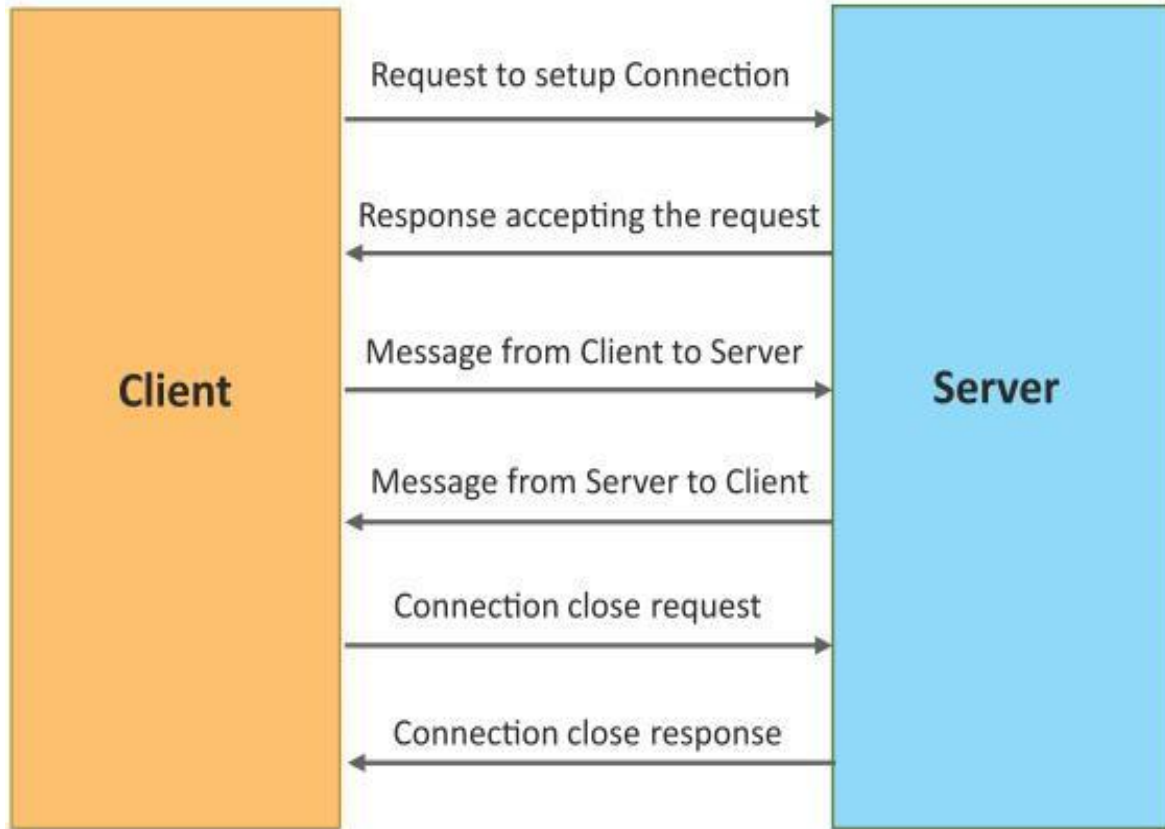 Request to setup Connection
Response accepting the request
Message from Client to Server
Client
Server
Message from Server to Client
Connection close request
Connection close response